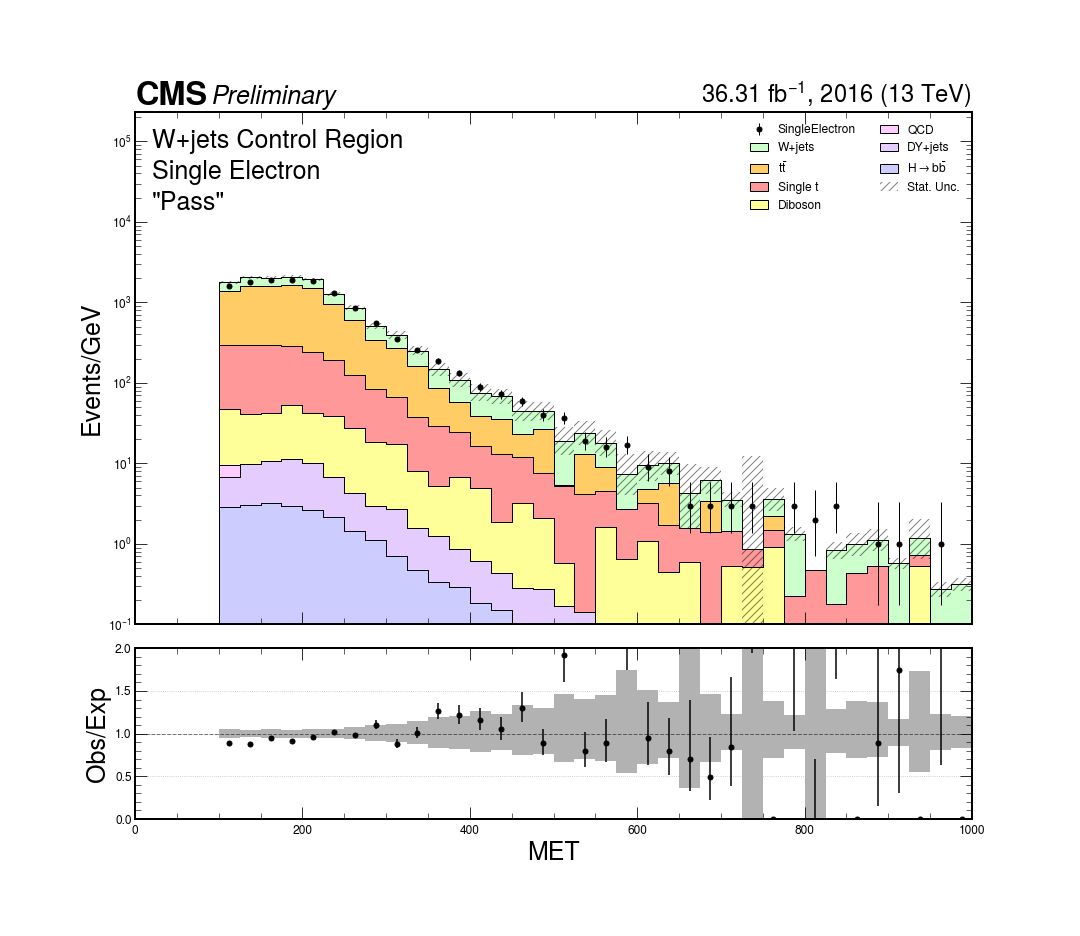 CMS Preliminary
36.31 fb⁻¹, 2016 (13 TeV)
W+jets Control Region
Single Electron
"Pass"
SingleElectron
W+jets
tt̄
Single t
Diboson
QCD
DY+jets
H→bb̄
Stat. Unc.
Events/GeV
10⁵
10⁴
10³
10²
10¹
10⁰
10⁻¹
Obs/Exp
2.0
1.5
1.0
0.5
0.0
0 200 400 600 800 1000
MET